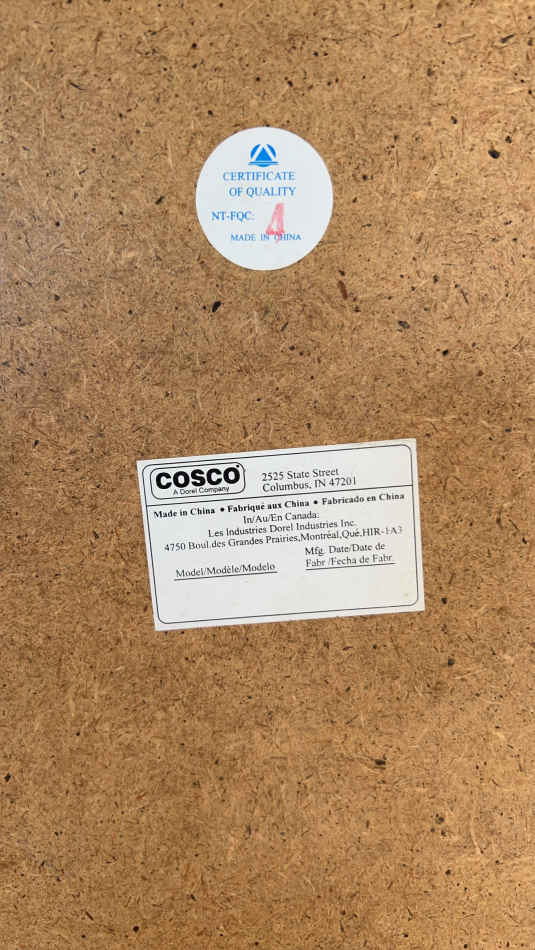 CERTIFICATE
OF QUALITY
NT-FQC: 4
MADE IN CHINA
COSCO
A Dorel Company
2525 State Street
Columbus, IN 47201
Made in China • Fabriqué aux China • Fabricado en China
In/Au/En Canada:
Les Industries Dorel Industries Inc.
4750 Boul.des Grandes Prairies,Montréal,Qué,HIR-1A3
Model/Modèle/Modelo
Mfg. Date/Date de
Fabr /Fecha de Fabr.